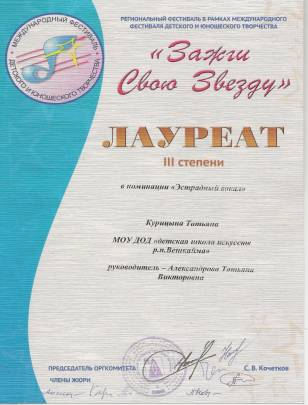 РЕГИОНАЛЬНЫЙ ФЕСТИВАЛЬ В РАМКАХ МЕЖДУНАРОДНОГО
ФЕСТИВАЛЯ ДЕТСКОГО И ЮНОШЕСКОГО ТВОРЧЕСТВА
МЕЖДУНАРОДНЫЙ ФЕСТИВАЛЬ
ДЕТСКОГО И ЮНОШЕСКОГО ТВОРЧЕСТВА
«Зажги
Свою Звезду»
ЛАУРЕАТ
III степени
в номинации «Эстрадный вокал»
Курицына Татьяна
МОУ ДОД «детская школа искусств
р.п.Вешкайма»
руководитель – Александрова Татьяна
Викторовна
ПРЕДСЕДАТЕЛЬ ОРГКОМИТЕТА
С. В. Кочетков
ЧЛЕНЫ ЖЮРИ